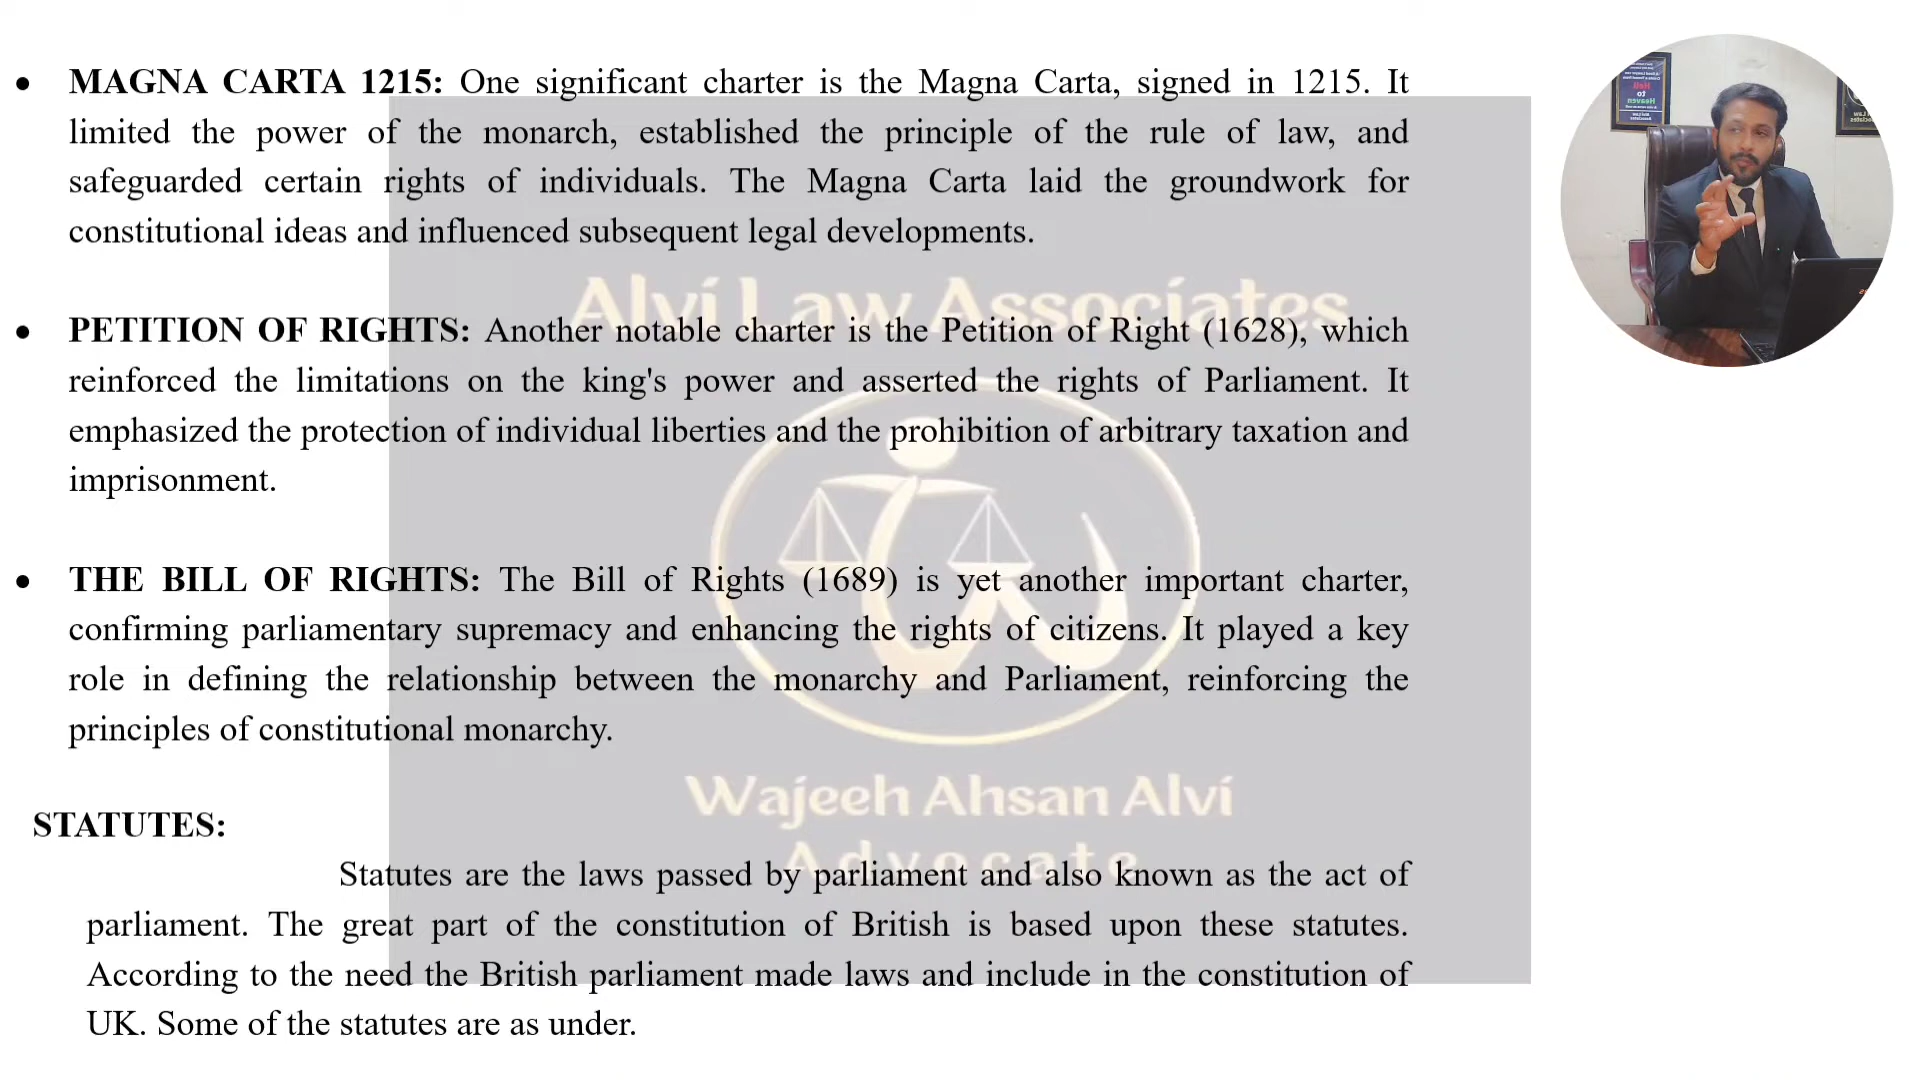 • MAGNA CARTA 1215: One significant charter is the Magna Carta, signed in 1215. It
limited the power of the monarch, established the principle of the rule of law, and
safeguarded certain rights of individuals. The Magna Carta laid the groundwork for
constitutional ideas and influenced subsequent legal developments.
Alvi Law Associates
• PETITION OF RIGHTS: Another notable charter is the Petition of Right (1628), which
reinforced the limitations on the king's power and asserted the rights of Parliament. It
emphasized the protection of individual liberties and the prohibition of arbitrary taxation and
imprisonment.
• THE BILL OF RIGHTS: The Bill of Rights (1689) is yet another important charter,
confirming parliamentary supremacy and enhancing the rights of citizens. It played a key
role in defining the relationship between the monarchy and Parliament, reinforcing the
principles of constitutional monarchy.
Wajeeh Ahsan Alvi
Advocate
STATUTES:
Statutes are the laws passed by parliament and also known as the act of
parliament. The great part of the constitution of British is based upon these statutes.
According to the need the British parliament made laws and include in the constitution of
UK. Some of the statutes are as under.
Hell
to
Heaven